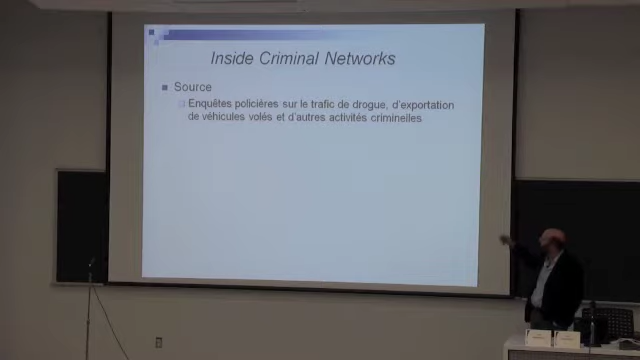 Inside Criminal Networks
Source
Enquêtes policières sur le trafic de drogue, d'exportation
de véhicules volés et d'autres activités criminelles